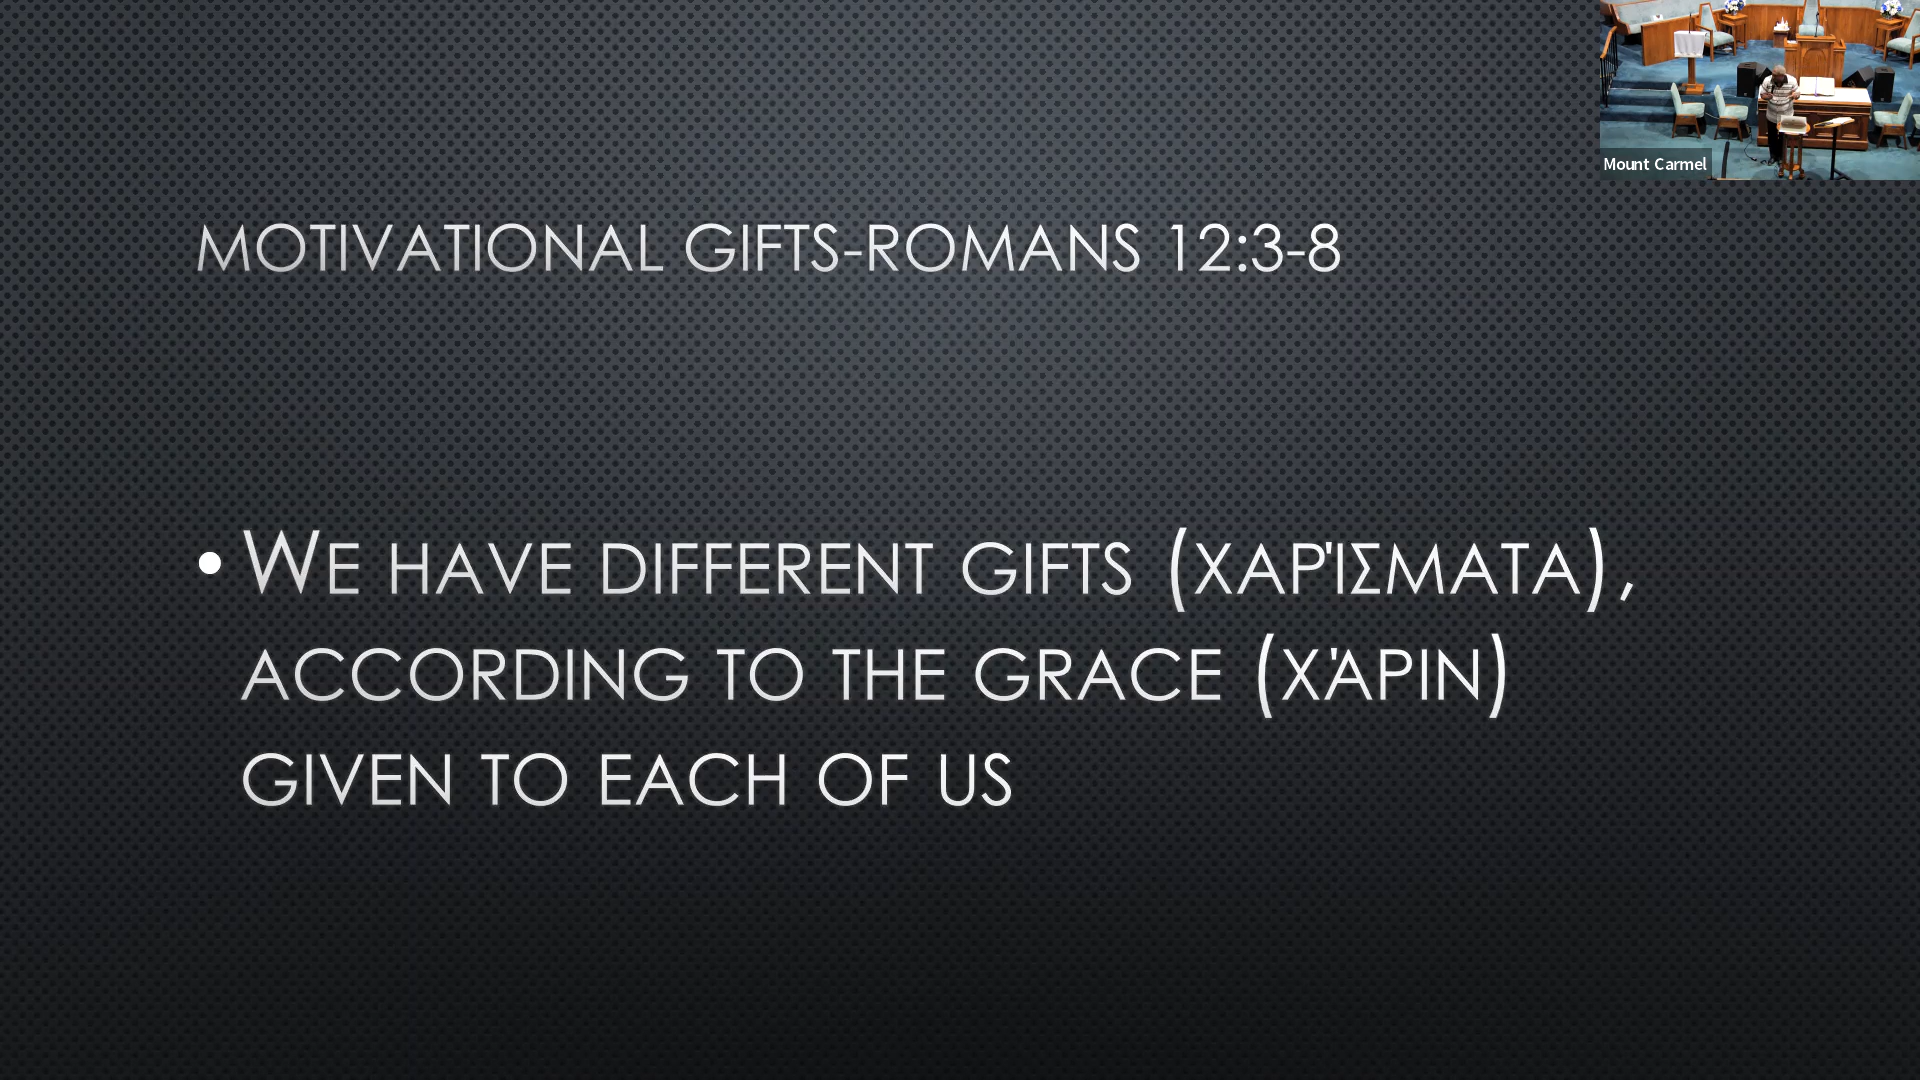 Mount Carmel
MOTIVATIONAL GIFTS-ROMANS 12:3-8
• WE HAVE DIFFERENT GIFTS (ΧΑΡΊΣΜΑΤΑ),
ACCORDING TO THE GRACE (ΧΆΡΙΝ)
GIVEN TO EACH OF US